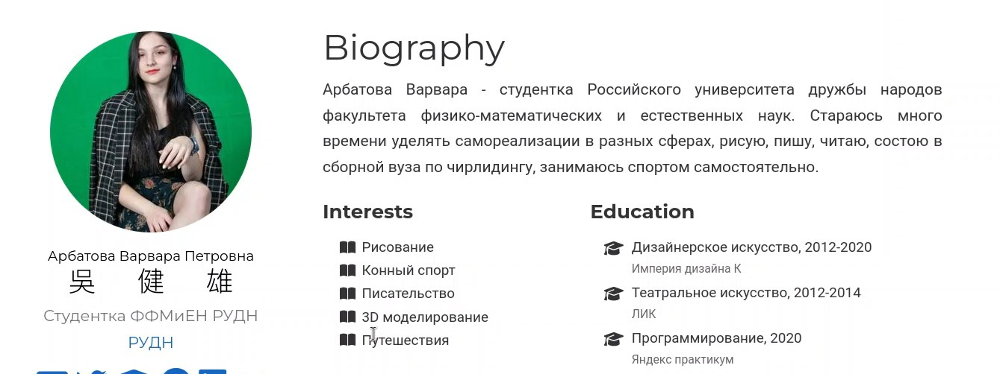 Biography
Арбатова Варвара - студентка Российского университета дружбы народов
факультета физико-математических и естественных наук. Стараюсь много
времени уделять самореализации в разных сферах, рисую, пишу, читаю, состою в
сборной вуза по чирлидингу, занимаюсь спортом самостоятельно.
Арбатова Варвара Петровна
吳 健 雄
Студентка ФФМиЕН РУДН
РУДН
Interests
Рисование
Конный спорт
Писательство
3D моделирование
Путешествия
Education
Дизайнерское искусство, 2012-2020
Империя дизайна К
Театральное искусство, 2012-2014
ЛИК
Программирование, 2020
Яндекс практикум